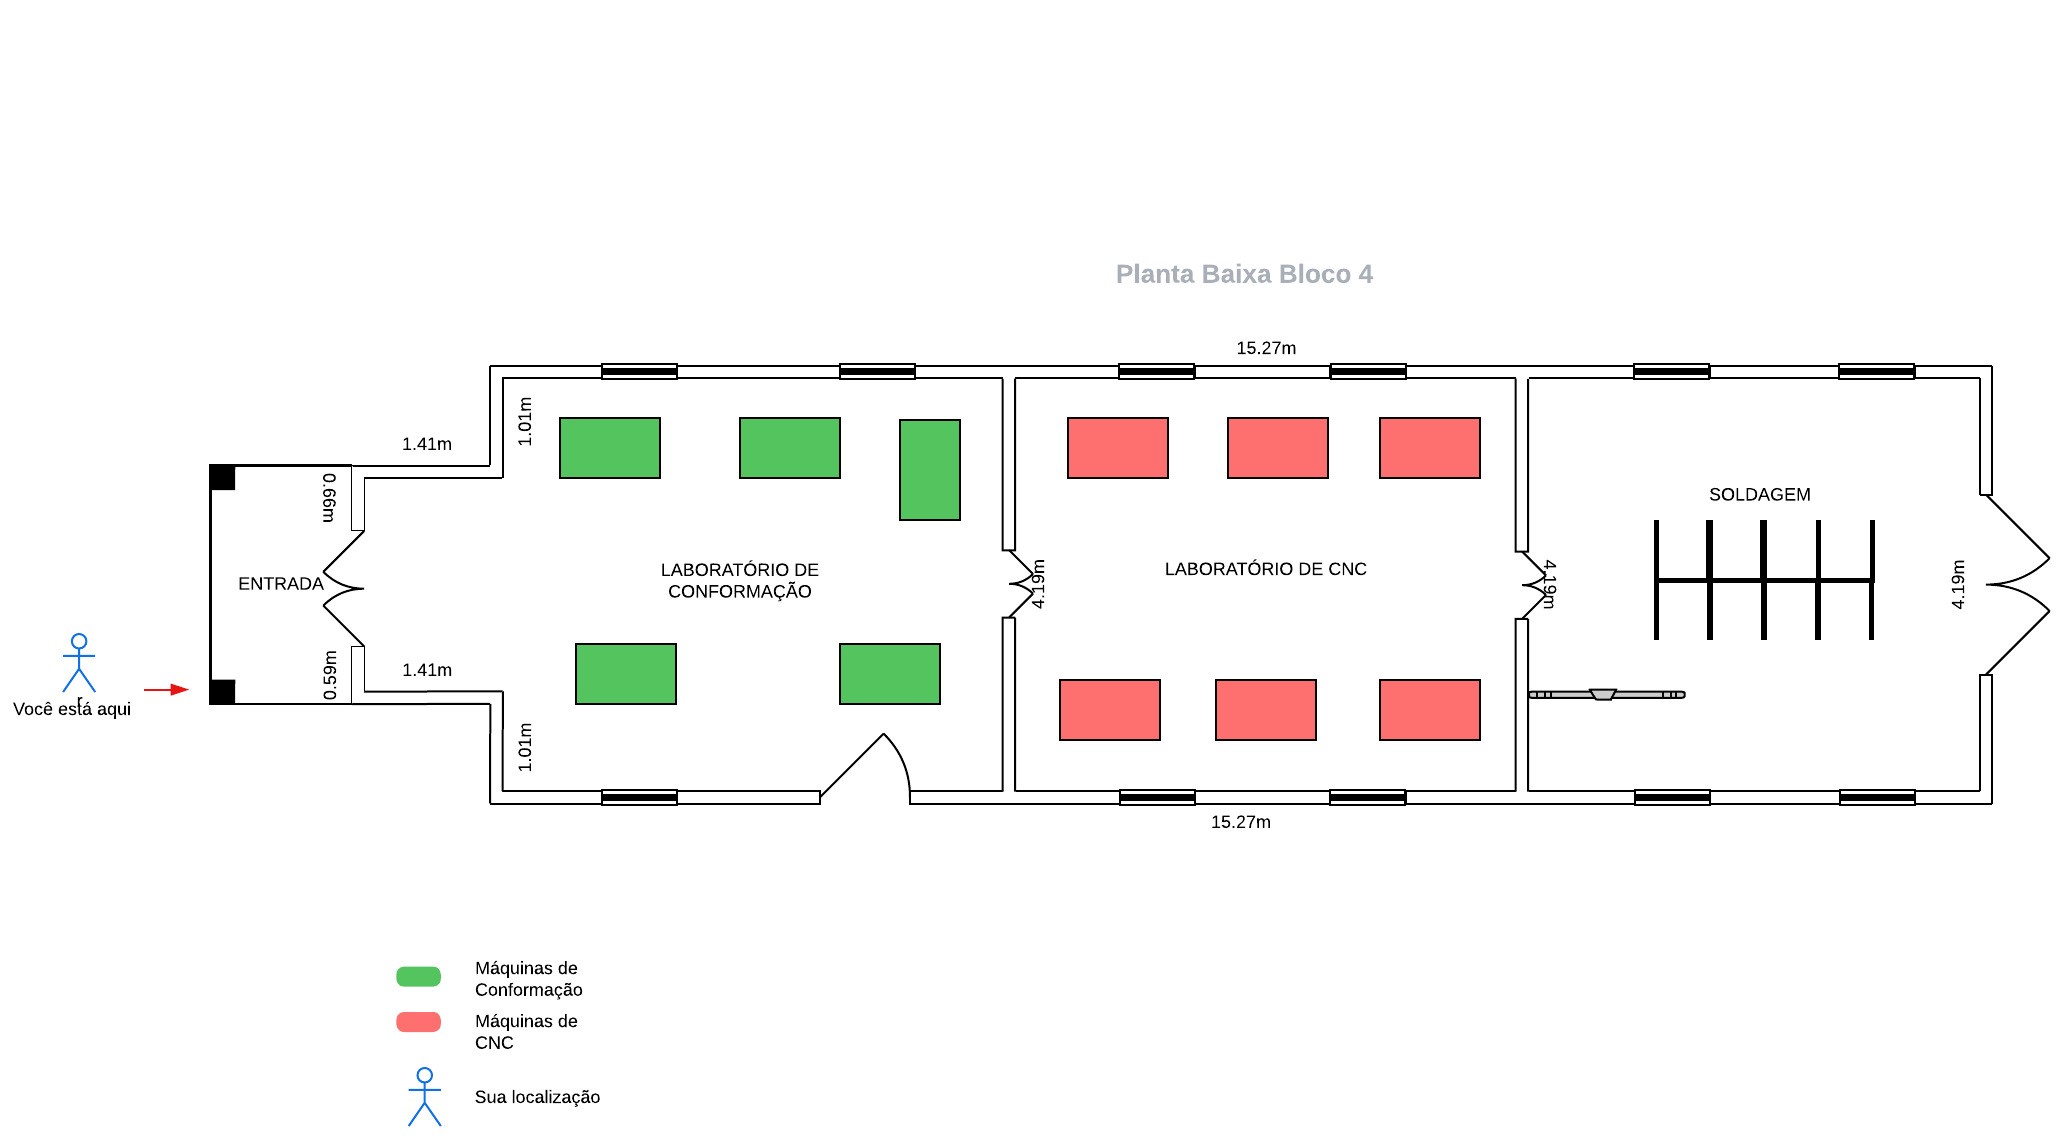 Planta Baixa Bloco 4
15.27m
1.41m
1.01m
0.66m
ENTRADA
LABORATÓRIO DE
CONFORMAÇÃO
4.19m
LABORATÓRIO DE CNC
4.19m
SOLDAGEM
4.19m
0.59m
1.41m
1.01m
r
Você está aqui
15.27m
Máquinas de
Conformação
Máquinas de
CNC
Sua localização